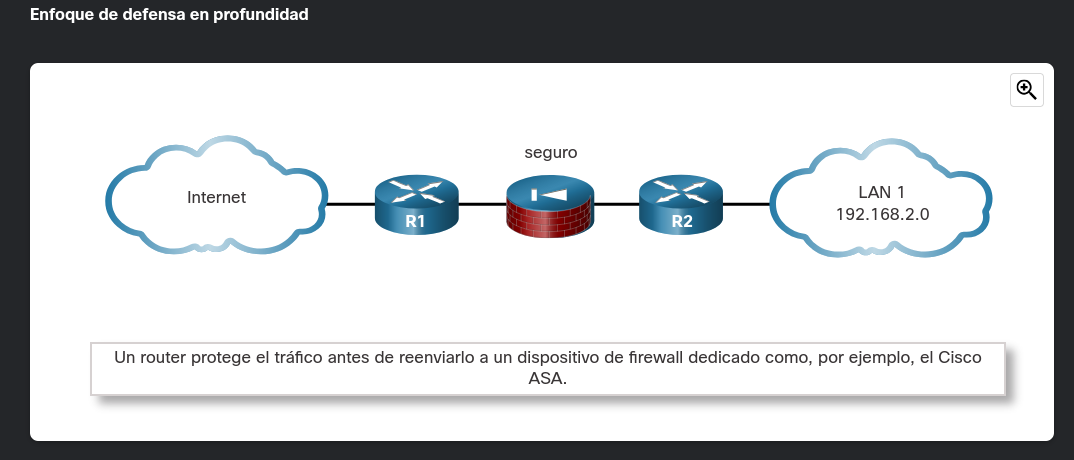 Enfoque de defensa en profundidad
seguro
Internet
R1
R2
LAN 1
192.168.2.0
Un router protege el tráfico antes de reenviarlo a un dispositivo de firewall dedicado como, por ejemplo, el Cisco
ASA.